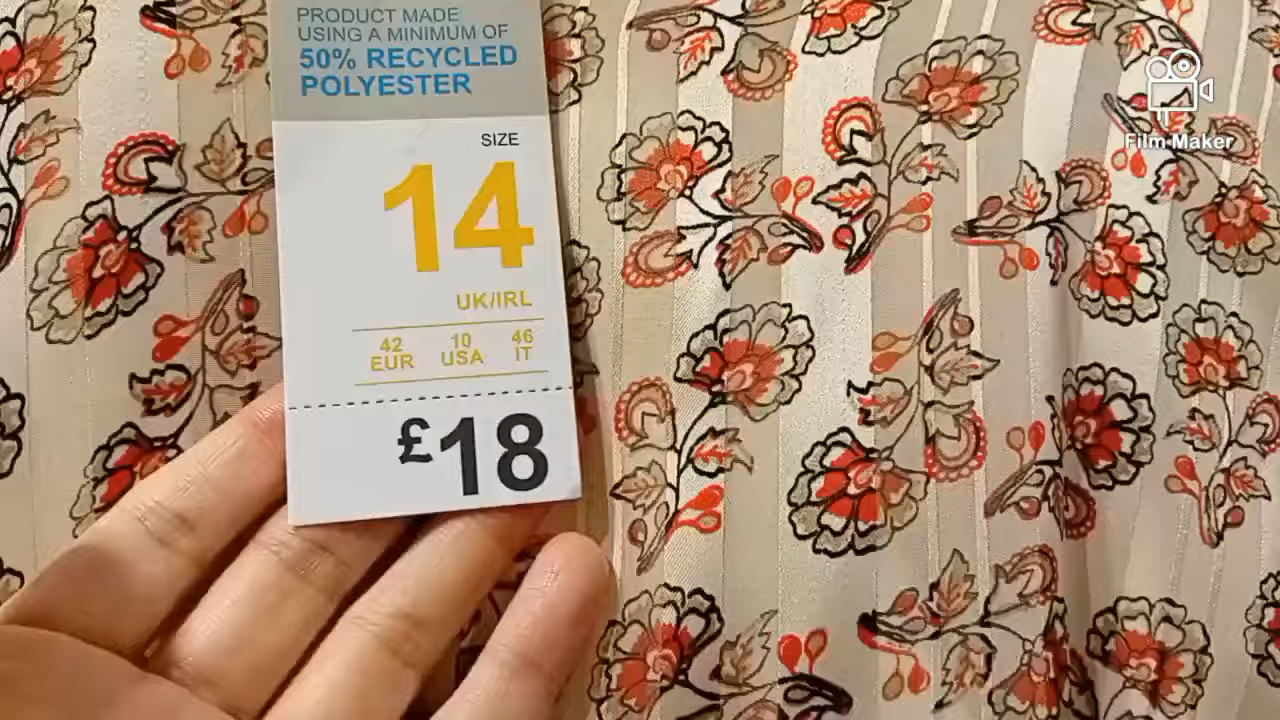 PRODUCT MADE
USING A MINIMUM OF
50% RECYCLED
POLYESTER
SIZE
14
UK/IRL
42 10 46
EUR USA IT
£18
Film Maker